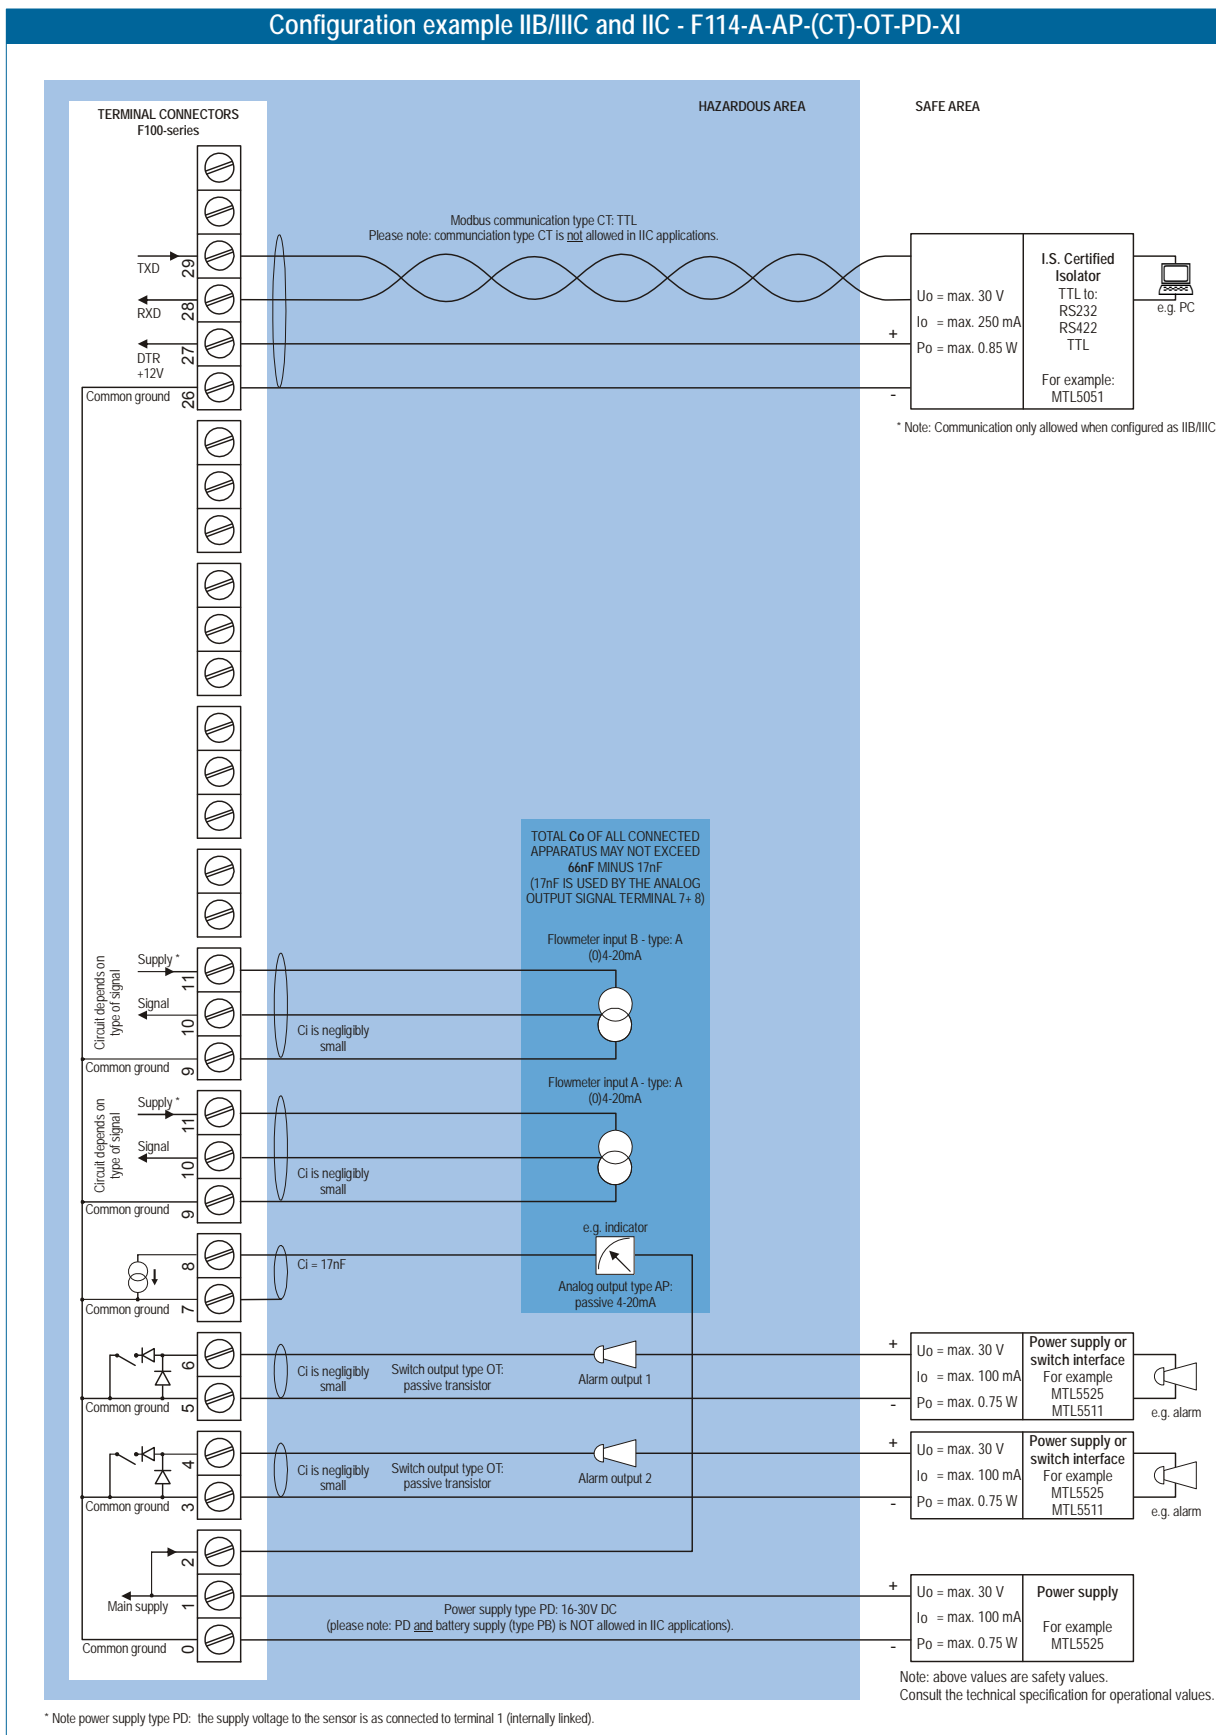 Configuration example IIB/IIIC and IIC - F114-A-AP-(CT)-OT-PD-XI
TERMINAL CONNECTORS
F100-series
HAZARDOUS AREA
SAFE AREA
Modbus communication type CT: TTL
Please note: communciation type CT is not allowed in IIC applications.
TXD
29
RXD
28
DTR
+12V
27
Common ground
26
+
-
Uo = max. 30 V
Io = max. 250 mA
Po = max. 0.85 W
I.S. Certified
Isolator
TTL to:
RS232
RS422
TTL
For example:
MTL5051
e.g. PC
* Note: Communication only allowed when configured as IIB/IIIC
TOTAL Co OF ALL CONNECTED
APPARATUS MAY NOT EXCEED
66nF MINUS 17nF
(17nF IS USED BY THE ANALOG
OUTPUT SIGNAL TERMINAL 7+ 8)
Flowmeter input B - type: A
(0)4-20mA
Circuit depends on
type of signal
Supply *
11
Signal
10
Common ground
9
Ci is negligibly
small
Flowmeter input A - type: A
(0)4-20mA
Circuit depends on
type of signal
Supply *
11
Signal
10
Common ground
9
Ci is negligibly
small
e.g. indicator
8
Ci = 17nF
Common ground
7
Analog output type AP:
passive 4-20mA
6
Ci is negligibly
small
Switch output type OT:
passive transistor
Alarm output 1
Common ground
5
+
-
Uo = max. 30 V
Io = max. 100 mA
Po = max. 0.75 W
Power supply or
switch interface
For example
MTL5525
MTL5511
e.g. alarm
4
Ci is negligibly
small
Switch output type OT:
passive transistor
Alarm output 2
Common ground
3
+
-
Uo = max. 30 V
Io = max. 100 mA
Po = max. 0.75 W
Power supply or
switch interface
For example
MTL5525
MTL5511
e.g. alarm
2
Main supply
1
Power supply type PD: 16-30V DC
(please note: PD and battery supply (type PB) is NOT allowed in IIC applications).
Common ground
0
+
-
Uo = max. 30 V
Io = max. 100 mA
Po = max. 0.75 W
Power supply
For example
MTL5525
Note: above values are safety values.
Consult the technical specification for operational values.
* Note power supply type PD: the supply voltage to the sensor is as connected to terminal 1 (internally linked).